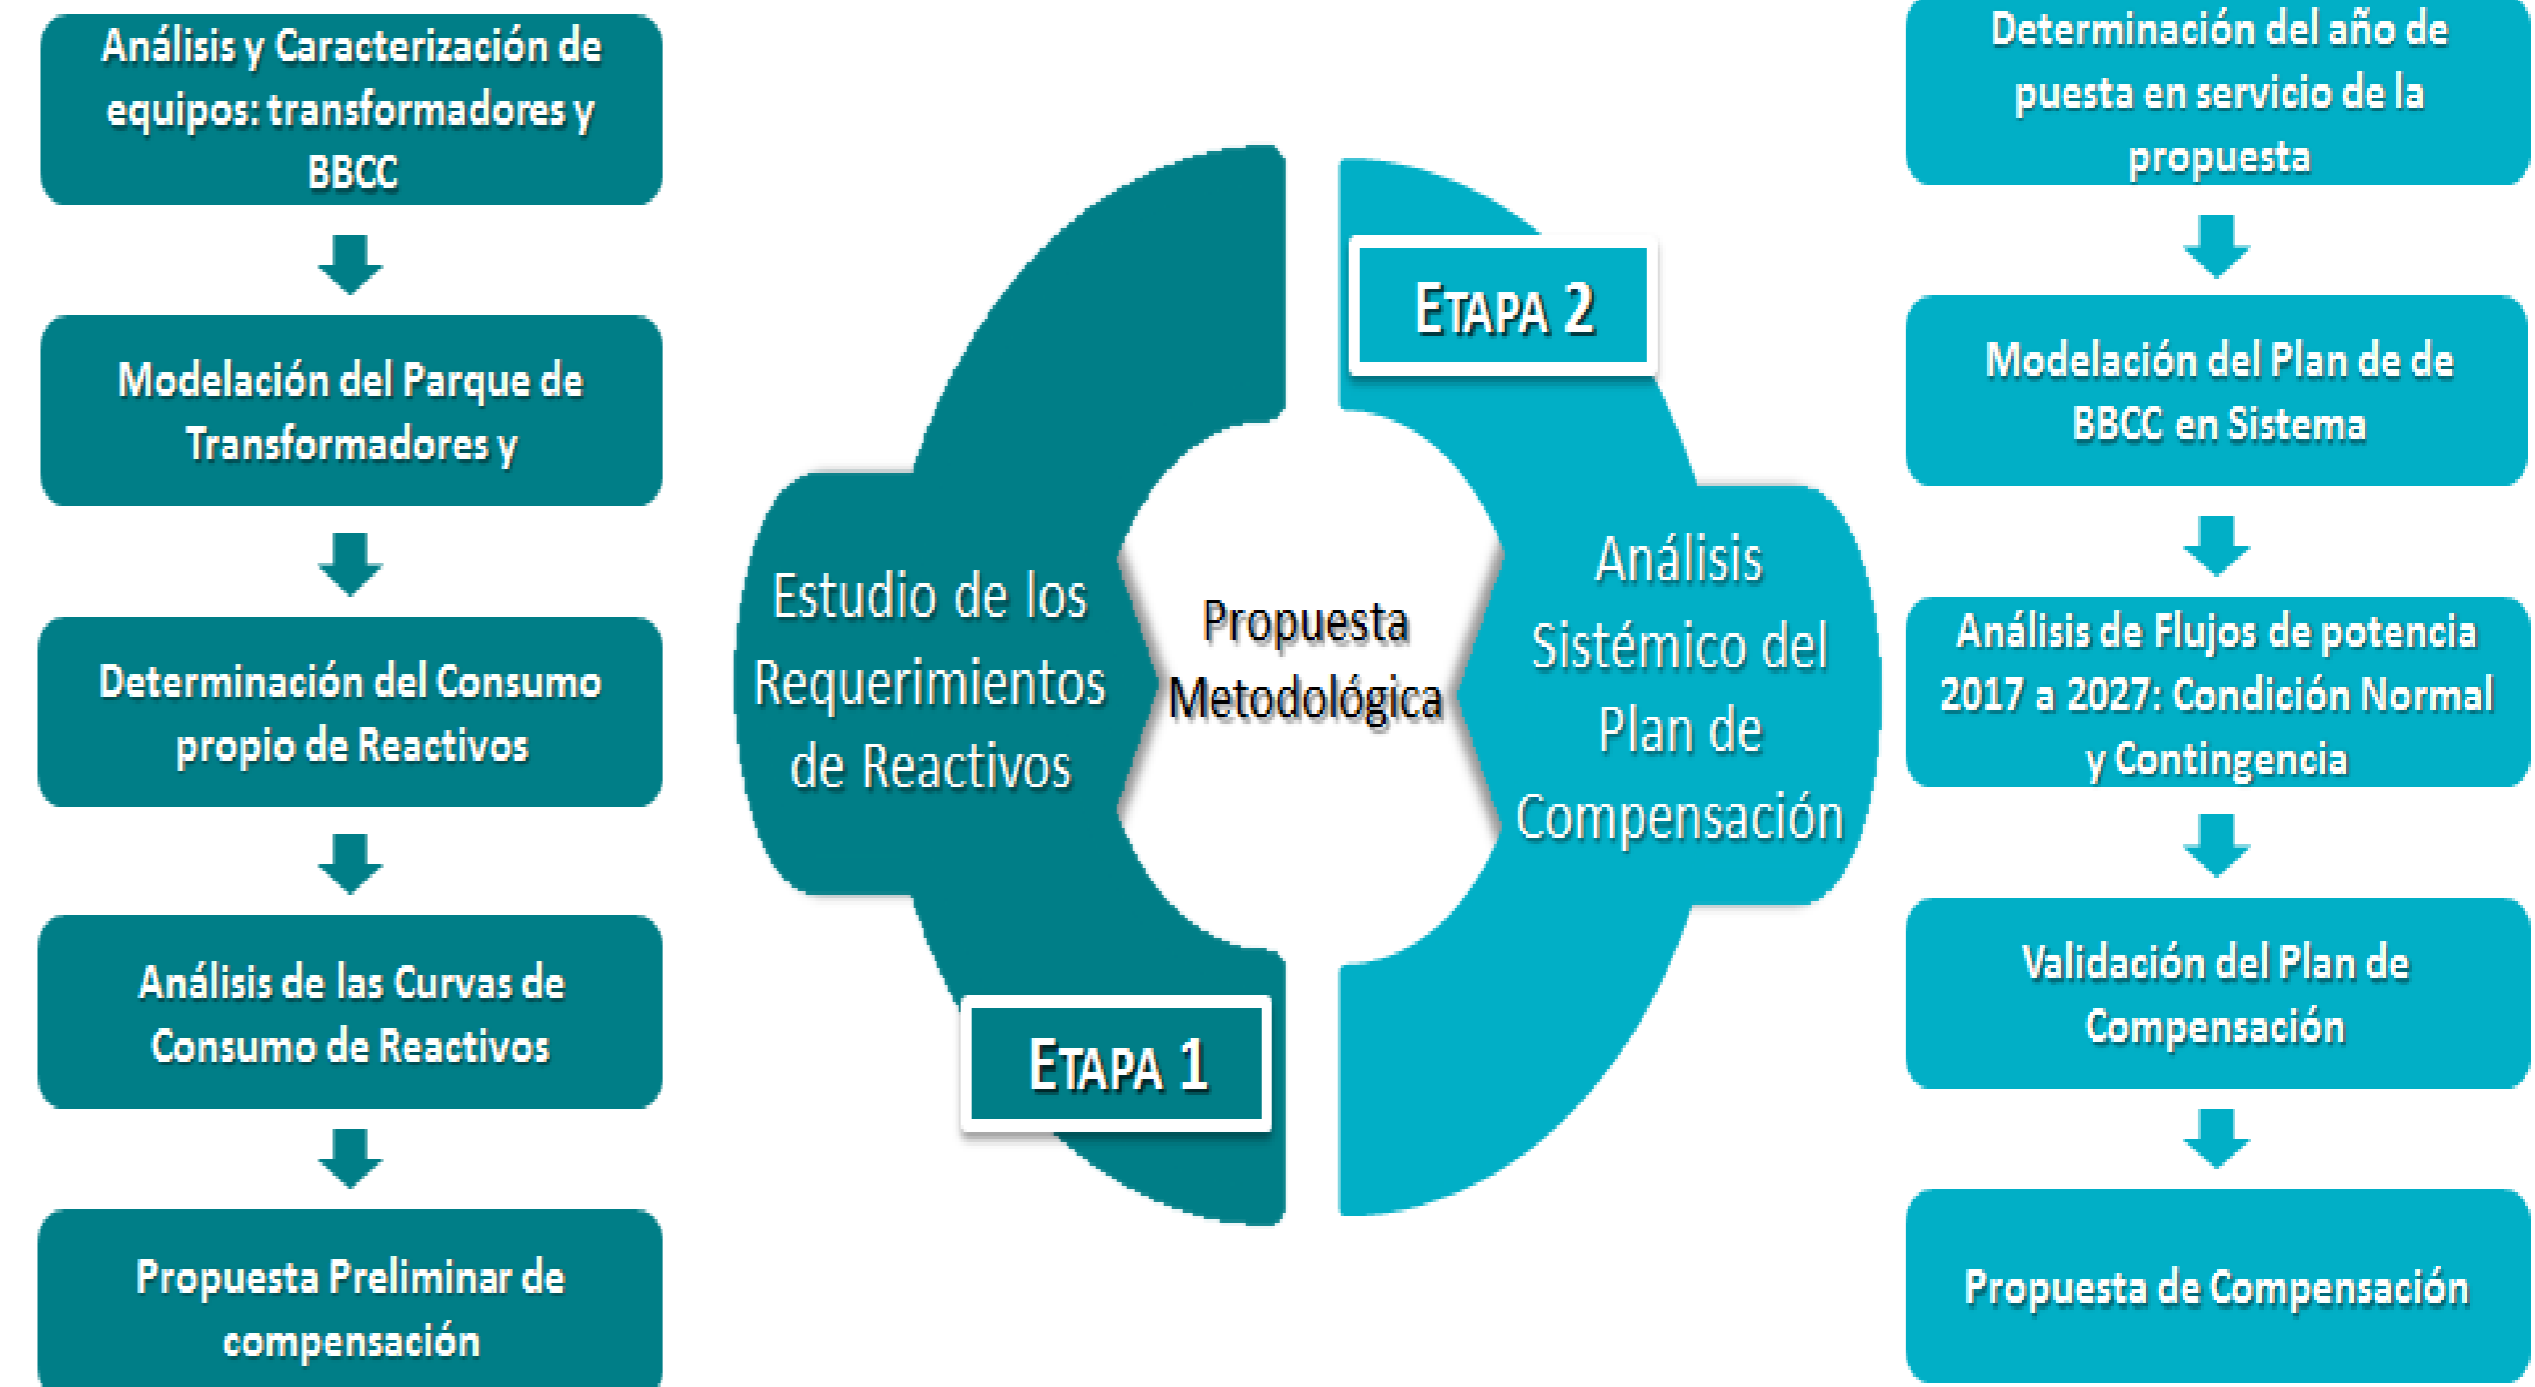 Análisis y Caracterización de
equipos: transformadores y
BBCC
Modelación del Parque de
Transformadores y
Determinación del Consumo
propio de Reactivos
Análisis de las Curvas de
Consumo de Reactivos
Propuesta Preliminar de
compensación
Estudio de los
Requerimientos
de Reactivos
ETAPA 1
Propuesta
Metodológica
ETAPA 2
Análisis
Sistémico del
Plan de
Compensación
Determinación del año de
puesta en servicio de la
propuesta
Modelación del Plan de de
BBCC en Sistema
Análisis de Flujos de potencia
2017 a 2027: Condición Normal
y Contingencia
Validación del Plan de
Compensación
Propuesta de Compensación